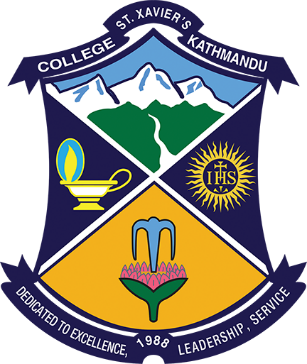 ST. XAVIER'S
COLLEGE KATHMANDU
IHS
DEDICATED TO EXCELLENCE, 1988 LEADERSHIP, SERVICE